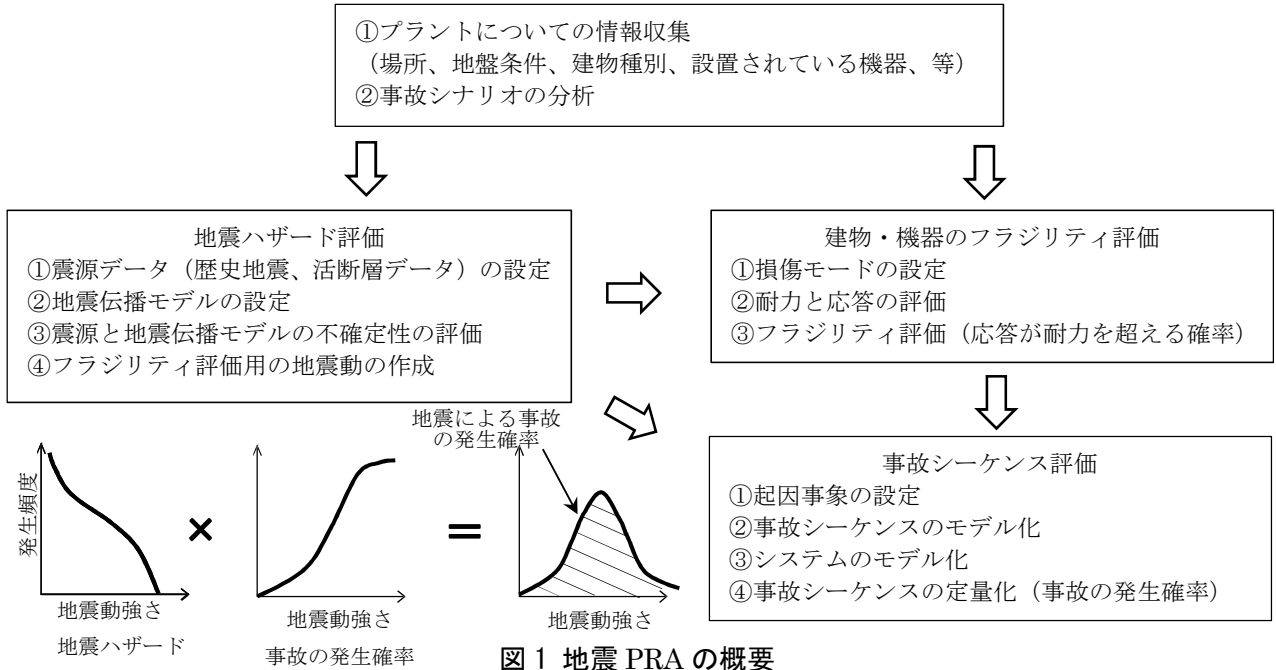 ①プラントについての情報収集
（場所、地盤条件、建物種別、設置されている機器、等）
②事故シナリオの分析
地震ハザード評価
①震源データ（歴史地震、活断層データ）の設定
②地震伝播モデルの設定
③震源と地震伝播モデルの不確定性の評価
④フラジリティ評価用の地震動の作成
建物・機器のフラジリティ評価
①損傷モードの設定
②耐力と応答の評価
③フラジリティ評価（応答が耐力を超える確率）
事故シーケンス評価
①起因事象の設定
②事故シーケンスのモデル化
③システムのモデル化
④事故シーケンスの定量化（事故の発生確率）
発生頻度
地震動強さ
地震ハザード
×
地震動強さ
事故の発生確率
=
地震による事故
の発生確率
地震動強さ
図1 地震 PRA の概要